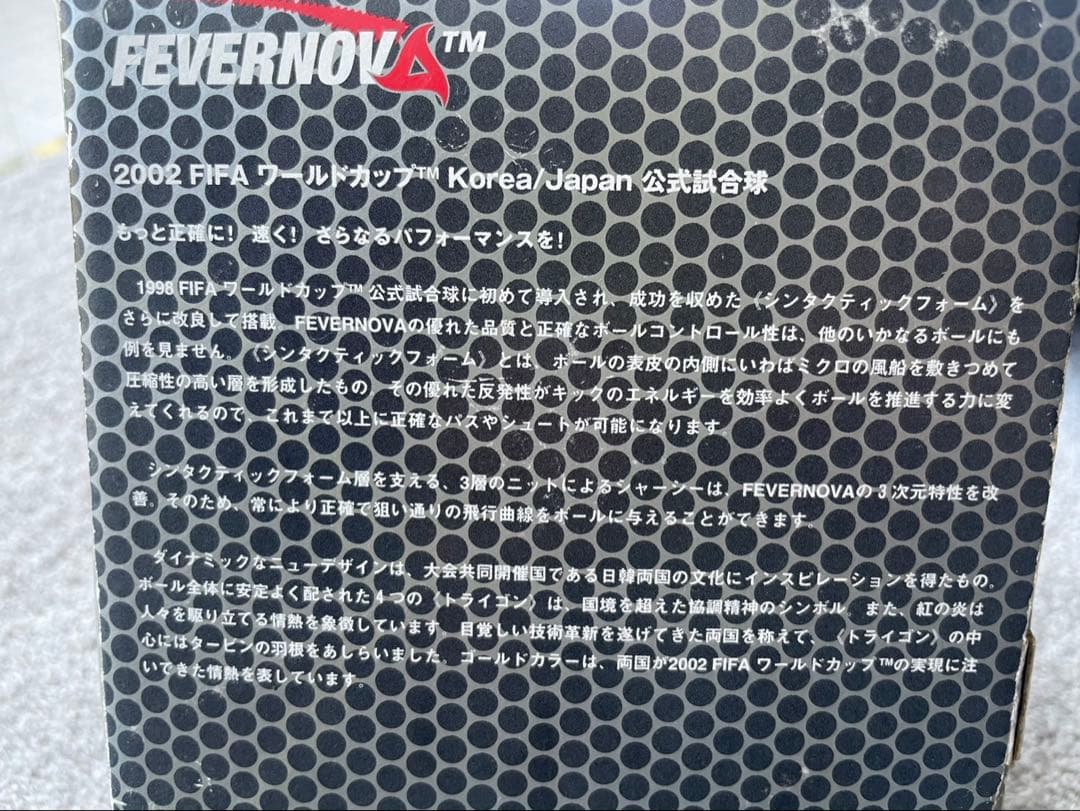 FEVERNOVA™
2002 FIFA ワールドカップ™ Korea/Japan 公式試合球
もっと正確に! 速く! さらなるパフォーマンスを!
1998 FIFA ワールドカップ™ 公式試合球に初めて導入され、成功を収めた〈シンタクティックフォーム〉を
さらに改良して搭載。FEVERNOVAの優れた品質と正確なボールコントロール性は、他のいかなるボールにも
例を見ません。〈シンタクティックフォーム〉とは、ボールの表皮の内側にいわばミクロの風船を敷きつめて
圧縮性の高い層を形成したもの。その優れた反発性がキックのエネルギーを効率よくボールを推進する力に変
えてくれるので、これまで以上に正確なパスやシュートが可能になります。
シンタクティックフォーム層を支える、3層のニットによるシャーシーは、FEVERNOVAの3次元特性を改
善。そのため、常により正確で狙い通りの飛行曲線をボールに与えることができます。
ダイナミックなニューデザインは、大会共同開催国である日韓両国の文化にインスピレーションを得たもの。
ボール全体に安定よく配された4つの〈トライゴン〉は、国境を超えた協調精神のシンボル。また、紅の炎は
人々を駆り立てる情熱を象徴しています。目覚しい技術革新を遂げてきた両国を称えて、〈トライゴン〉の中
心にはタービンの羽根をあしらいました。ゴールドカラーは、両国が2002 FIFA ワールドカップ™の実現に注
いできた情熱を表しています。